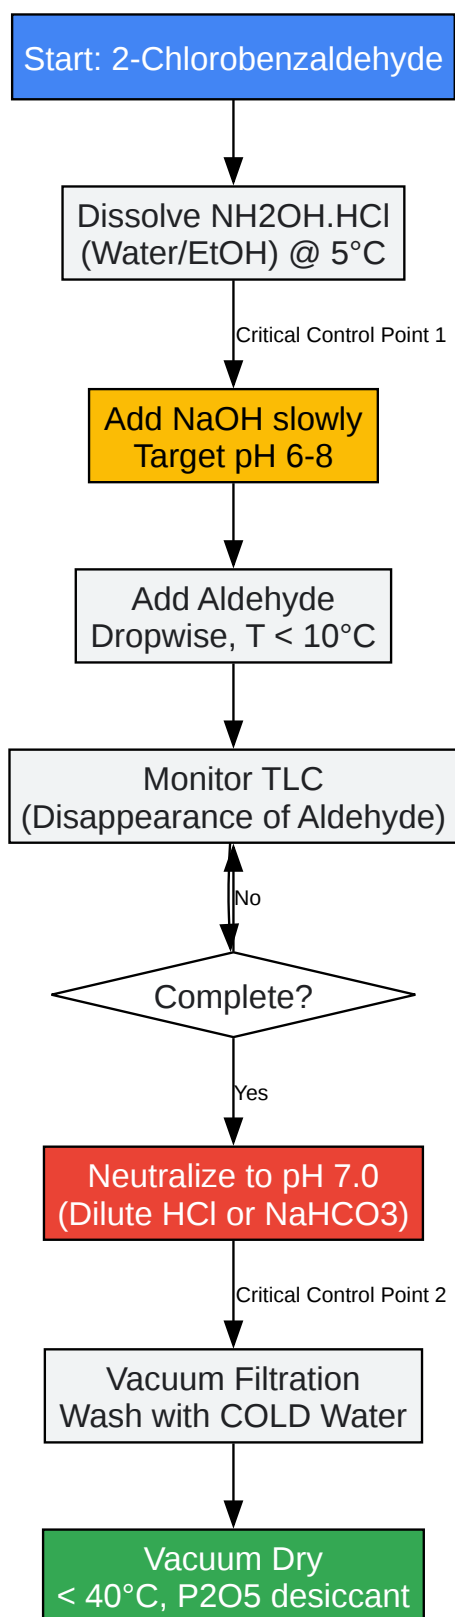 Start: 2-Chlorobenzaldehyde
Dissolve NH2OH.HCl
(Water/EtOH) @ 5°C
Critical Control Point 1
Add NaOH slowly
Target pH 6-8
Add Aldehyde
Dropwise, T < 10°C
Monitor TLC
(Disappearance of Aldehyde)
No
Complete?
Yes
Neutralize to pH 7.0
(Dilute HCl or NaHCO3)
Critical Control Point 2
Vacuum Filtration
Wash with COLD Water
Vacuum Dry
< 40°C, P2O5 desiccant